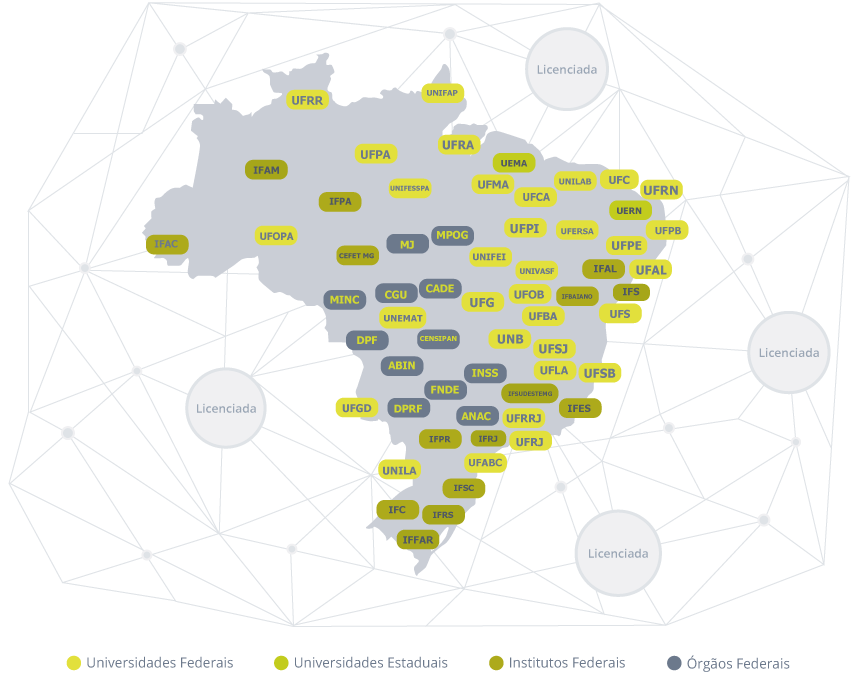 Licenciada
UFRR
UNIFAP
UFRA
UFPA
UEMA
IFAM
UNIFESSPA
UFMA
UNILAB
UFC
UFRN
UFCA
IFPA
UERN
UFPI
UFERSA
UFPB
UFOPA
MPOG
IFAC
MJ
UFPE
CEFET MG
UNIFEI
UNIVASF
IFAL
UFAL
MINC
CGU
CADE
UFG
UFOB
IFBAIANO
IFS
UNEMAT
UFBA
UFS
DPF
CENSIPAN
UNB
UFSJ
Licenciada
ABIN
INSS
UFLA
UFSB
FNDE
IFSUDESTEMG
Licenciada
UFGD
DPRF
ANAC
UFRRJ
IFES
IFPR
IFRJ
UFRJ
UNILA
UFABC
IFSC
IFC
IFRS
IFFAR
Licenciada
Universidades Federais
Universidades Estaduais
Institutos Federais
Órgãos Federais